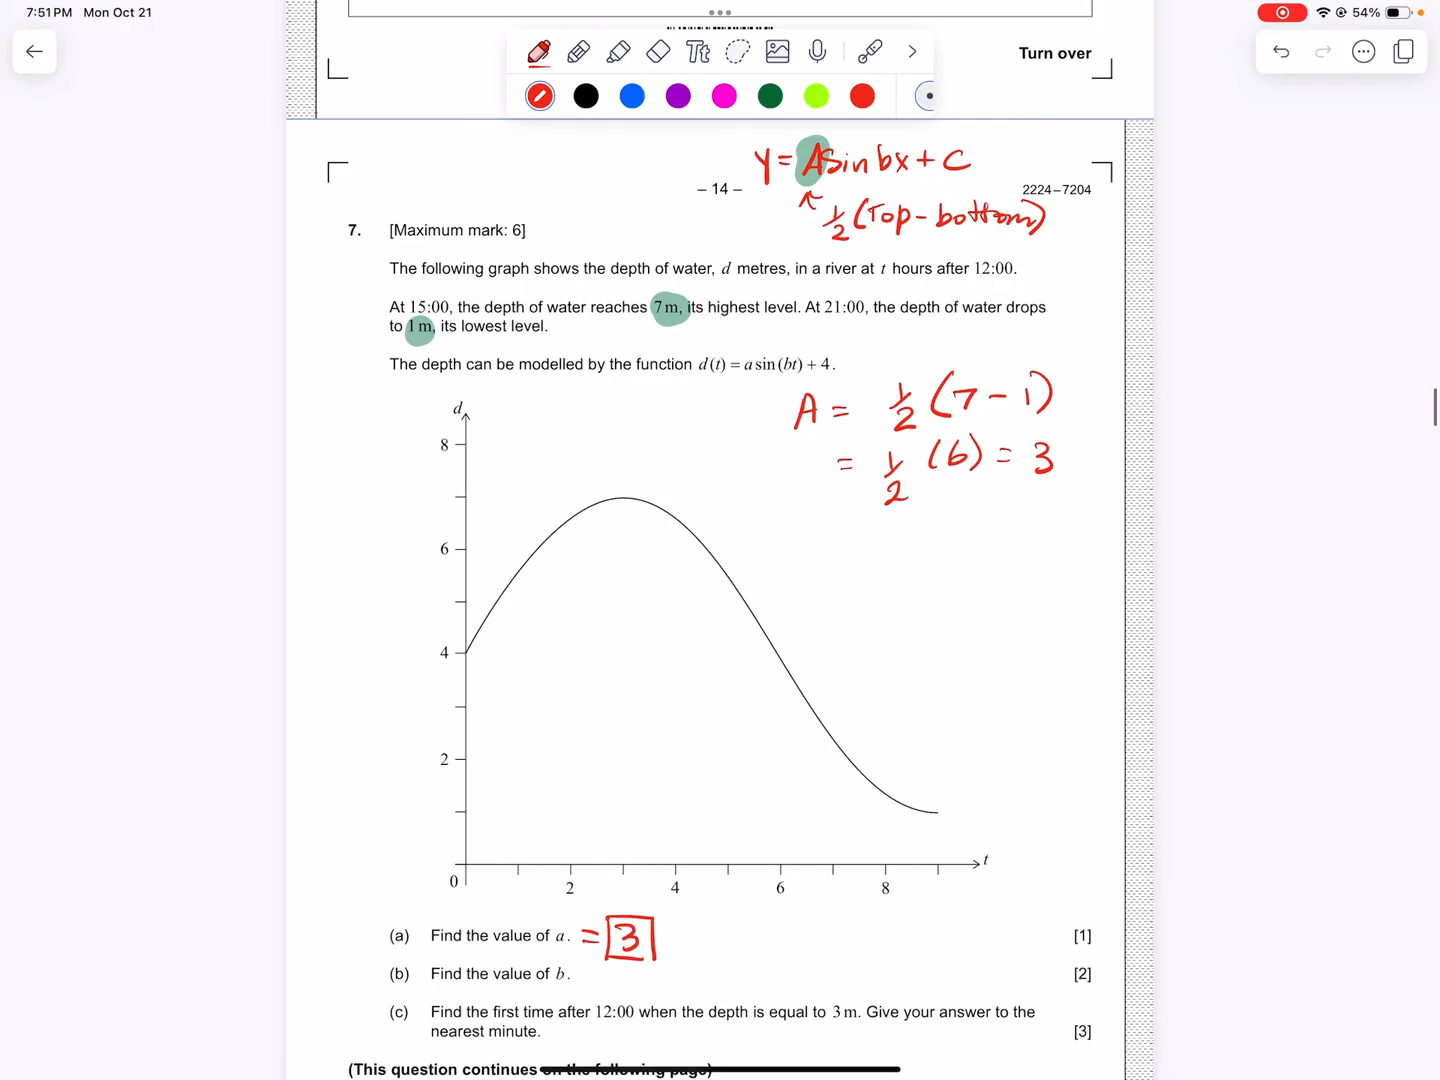 7:51 PM Mon Oct 21
54%
Tt
Turn over
y = A sin bx + c
– 14 –
2224–7204
½ (Top - bottom)
7. [Maximum mark: 6]
The following graph shows the depth of water, d metres, in a river at t hours after 12:00.
At 15:00, the depth of water reaches 7 m, its highest level. At 21:00, the depth of water drops
to 1 m, its lowest level.
The depth can be modelled by the function d(t) = a sin(bt) + 4.
A = ½ (7 - 1)
= ½ (6) = 3
d
8
6
4
2
0
2
4
6
8
t
(a) Find the value of a. = 3 [1]
(b) Find the value of b. [2]
(c) Find the first time after 12:00 when the depth is equal to 3 m. Give your answer to the
nearest minute. [3]
(This question continues on the following page)